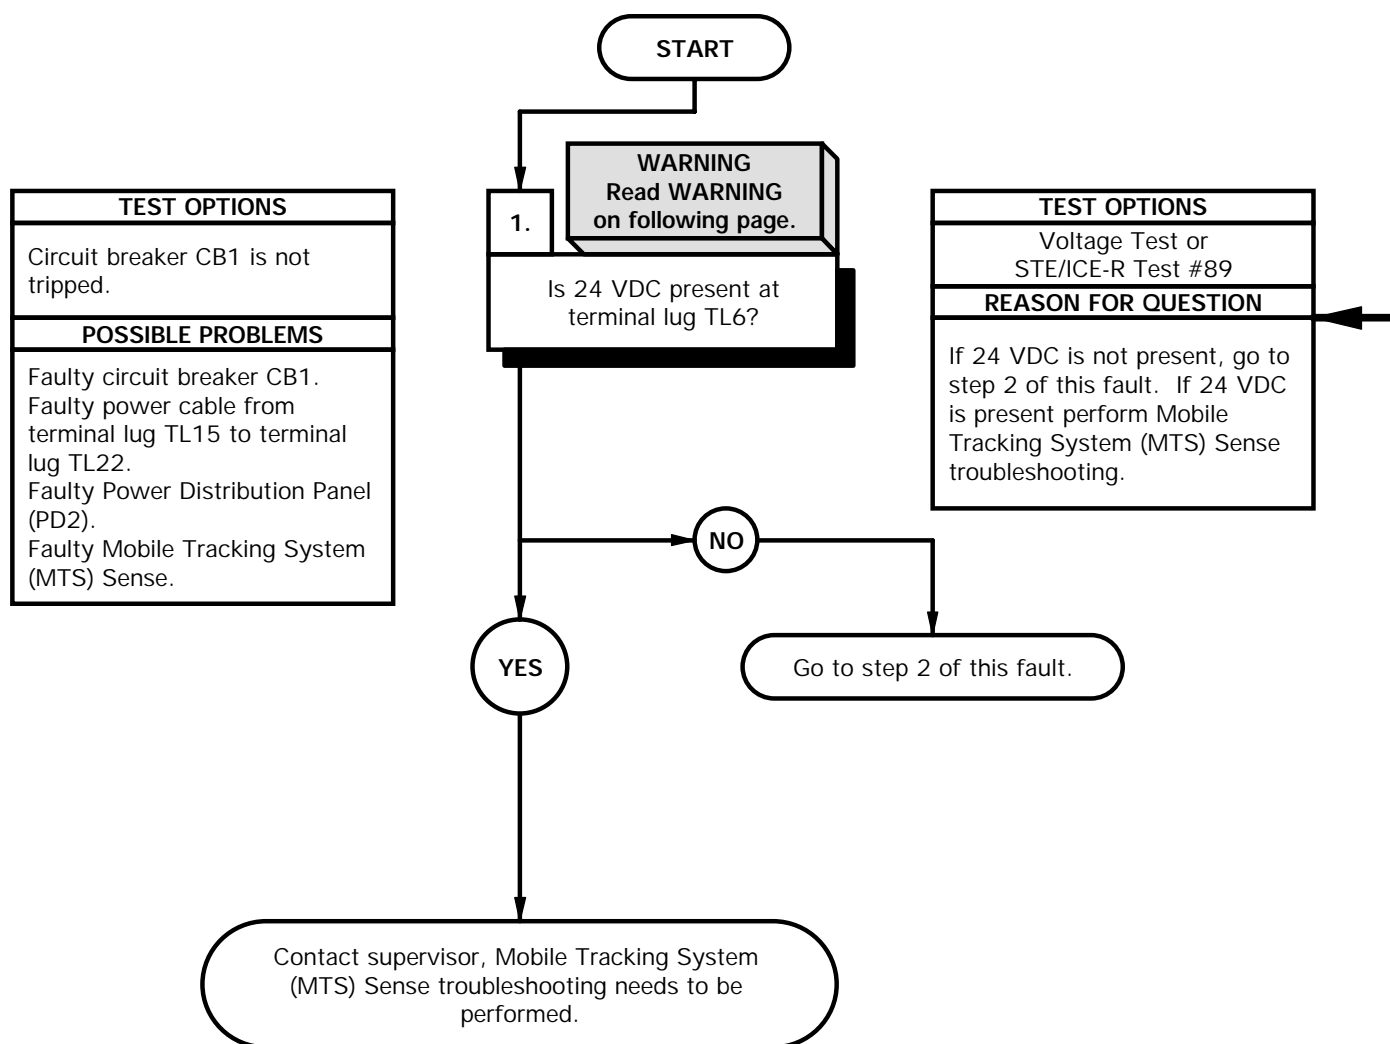 START
WARNING
Read WARNING
on following page.
1.
Is 24 VDC present at
terminal lug TL6?
TEST OPTIONS
Circuit breaker CB1 is not
tripped.
POSSIBLE PROBLEMS
Faulty circuit breaker CB1.
Faulty power cable from
terminal lug TL15 to terminal
lug TL22.
Faulty Power Distribution Panel
(PD2).
Faulty Mobile Tracking System
(MTS) Sense.
TEST OPTIONS
Voltage Test or
STE/ICE-R Test #89
REASON FOR QUESTION
If 24 VDC is not present, go to
step 2 of this fault. If 24 VDC
is present perform Mobile
Tracking System (MTS) Sense
troubleshooting.
NO
YES
Go to step 2 of this fault.
Contact supervisor, Mobile Tracking System
(MTS) Sense troubleshooting needs to be
performed.